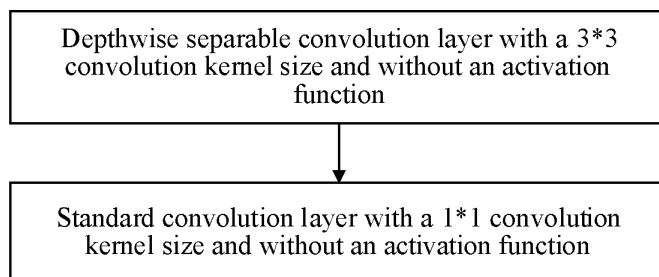 Depthwise separable convolution layer with a 3*3
convolution kernel size and without an activation
function
Standard convolution layer with a 1*1 convolution
kernel size and without an activation function